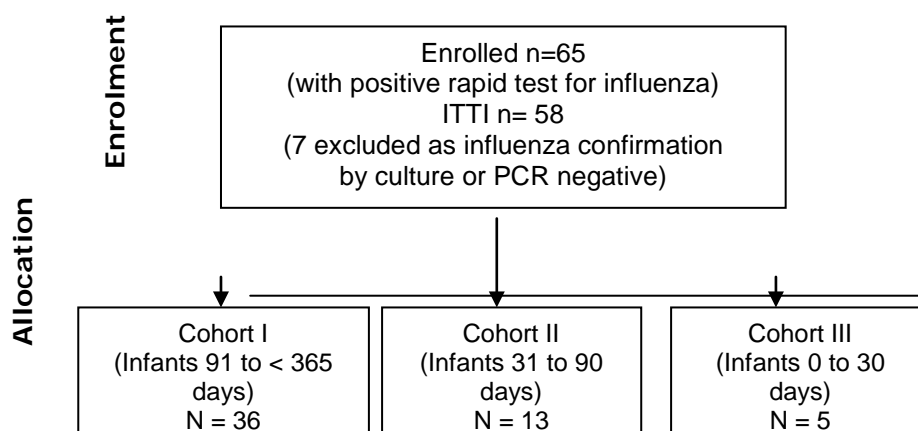 Enrolment
Enrolled n=65
(with positive rapid test for influenza)
ITTI n= 58
(7 excluded as influenza confirmation
by culture or PCR negative)
Allocation
Cohort I
(Infants 91 to < 365
days)
N = 36
Cohort II
(Infants 31 to 90
days)
N = 13
Cohort III
(Infants 0 to 30
days)
N = 5